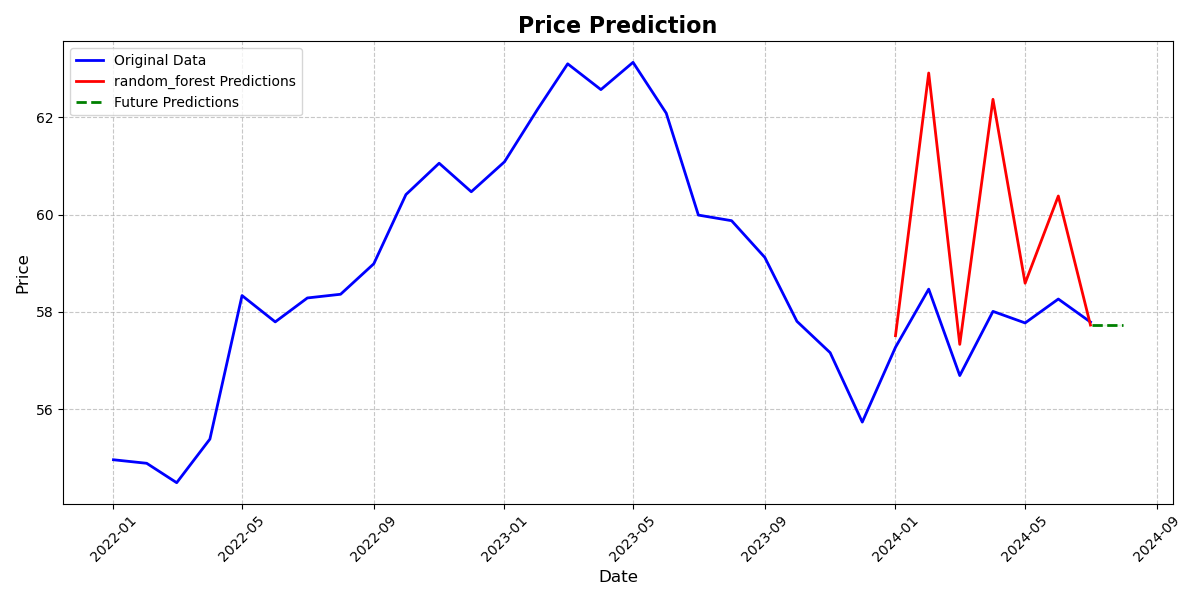 Price Prediction
Original Data
random_forest Predictions
Future Predictions
Price
62
60
58
56
2022-01
2022-05
2022-09
2023-01
2023-05
2023-09
2024-01
2024-05
2024-09
Date